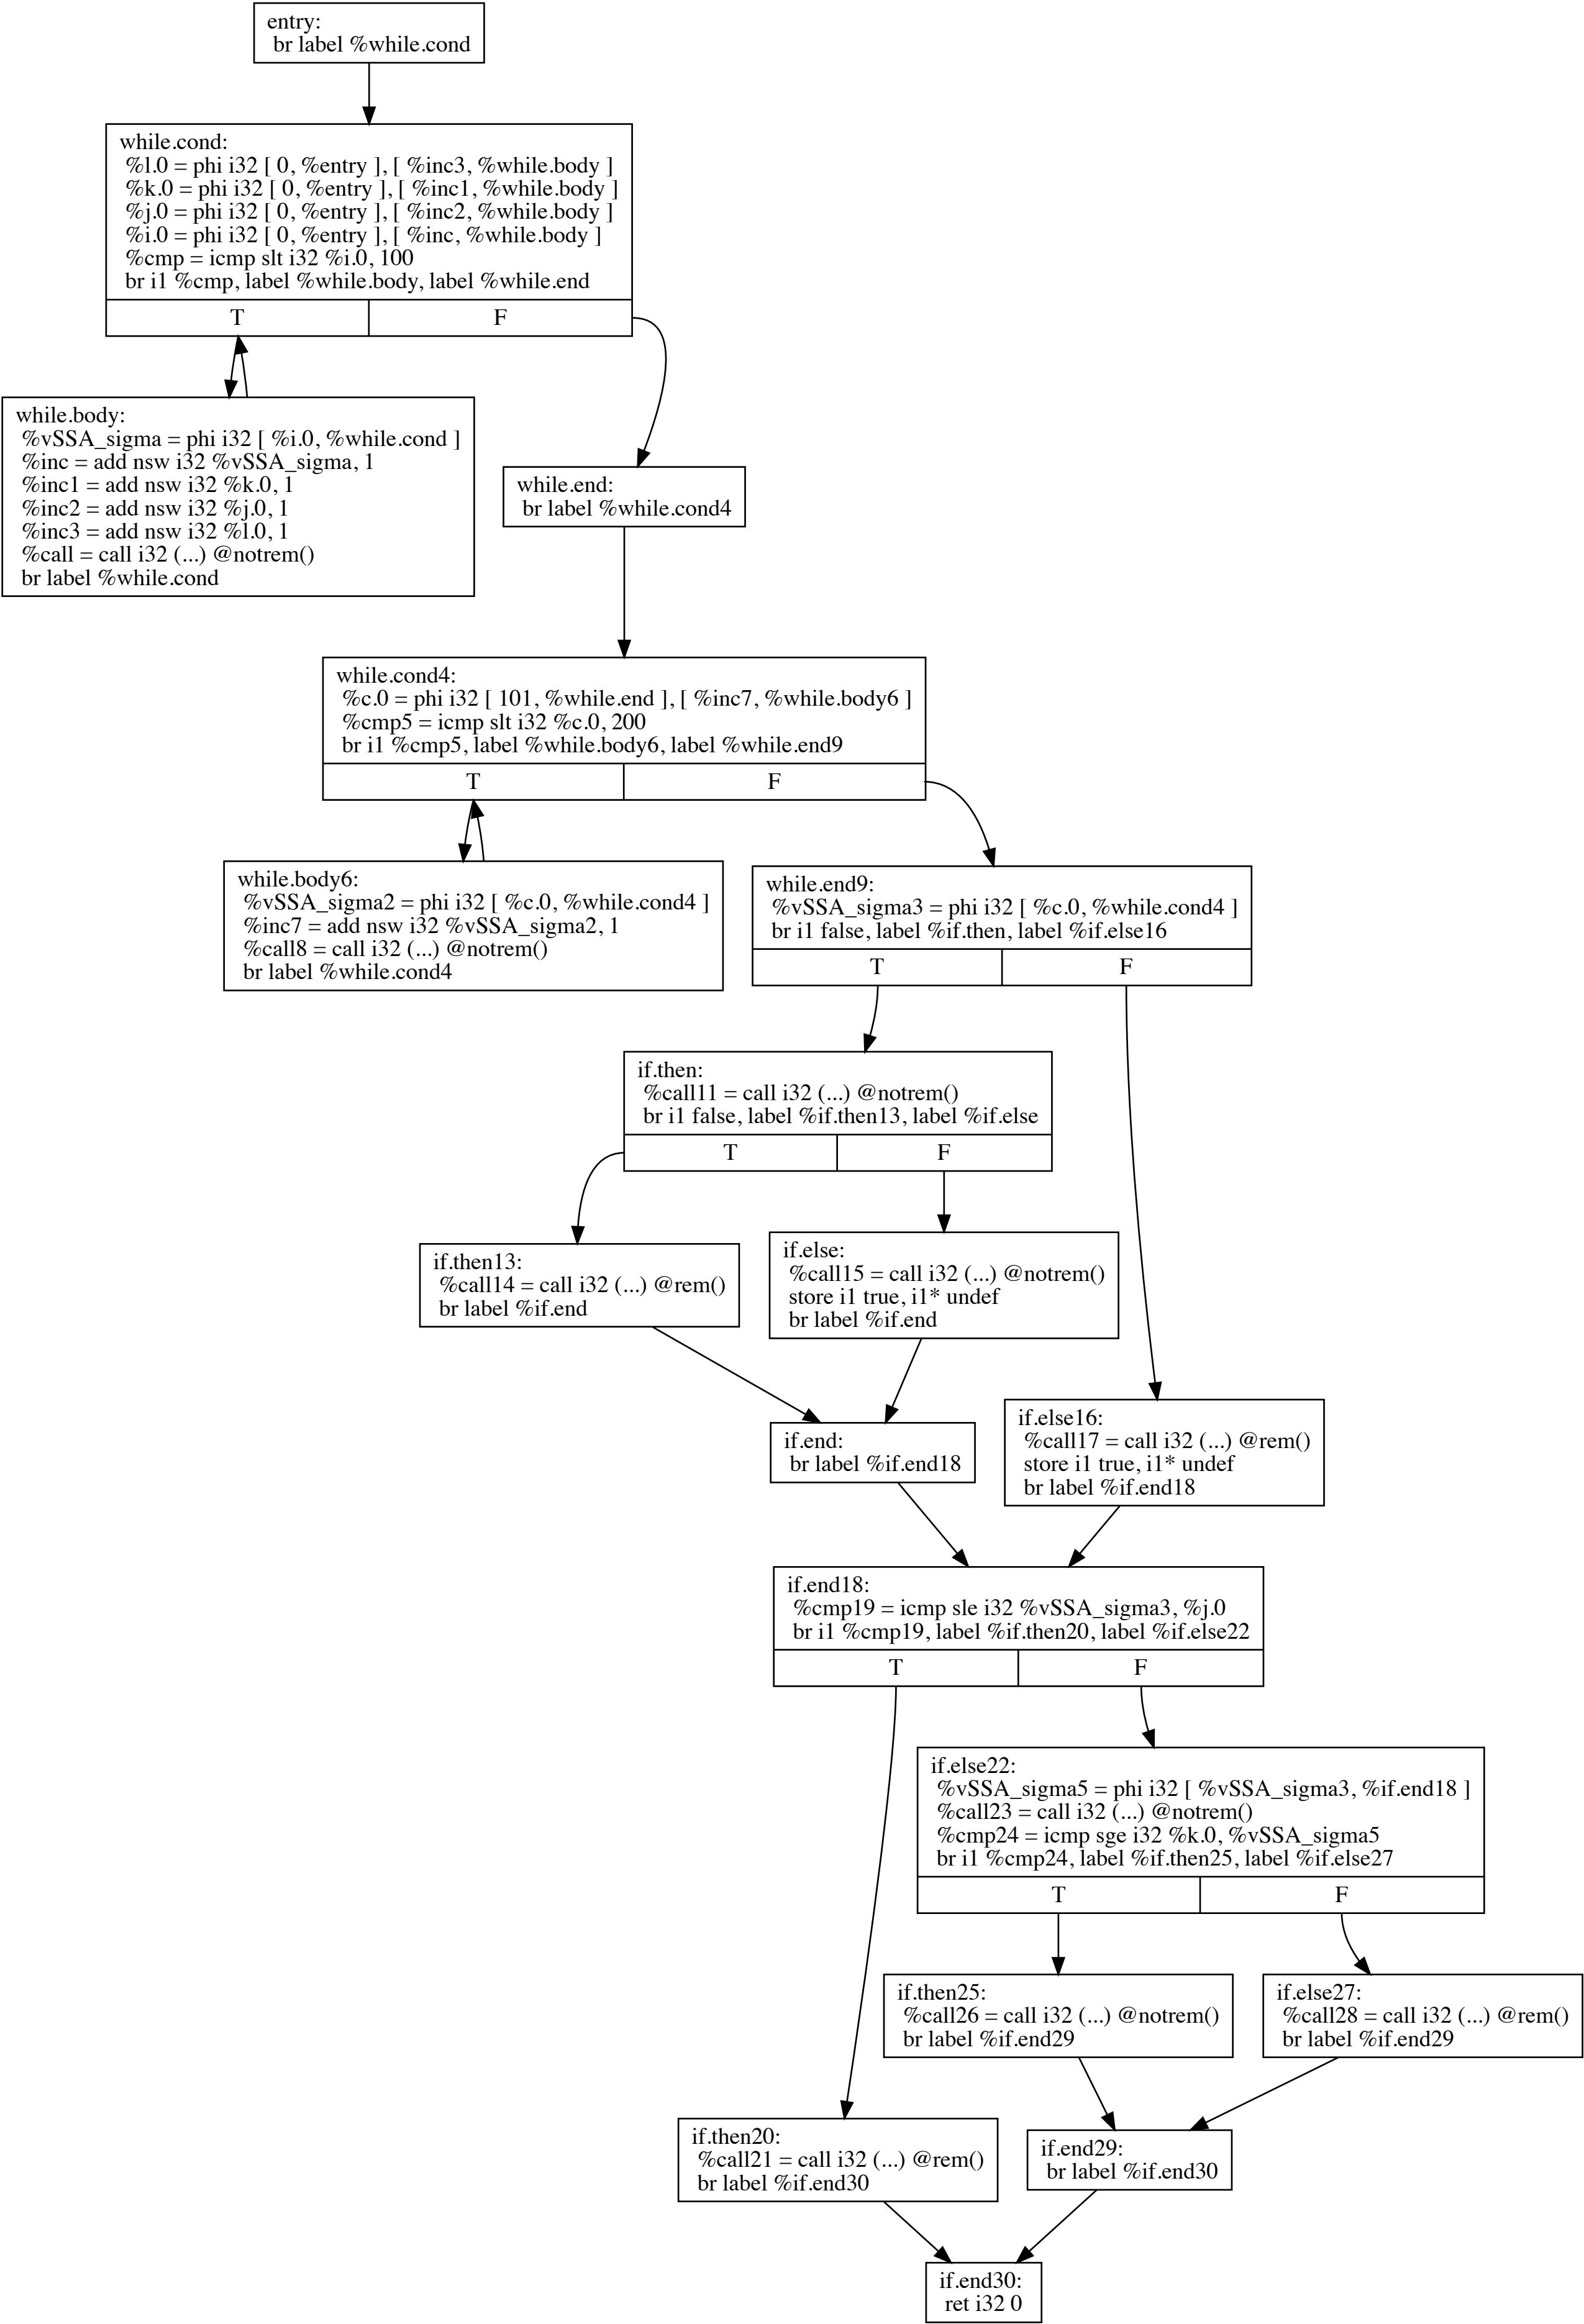 entry:
br label %while.cond
while.cond:
%l.0 = phi i32 [ 0, %entry ], [ %inc3, %while.body ]
%k.0 = phi i32 [ 0, %entry ], [ %inc1, %while.body ]
%j.0 = phi i32 [ 0, %entry ], [ %inc2, %while.body ]
%i.0 = phi i32 [ 0, %entry ], [ %inc, %while.body ]
%cmp = icmp slt i32 %i.0, 100
br i1 %cmp, label %while.body, label %while.end
T
F
while.body:
%vSSA_sigma = phi i32 [ %i.0, %while.cond ]
%inc = add nsw i32 %vSSA_sigma, 1
%inc1 = add nsw i32 %k.0, 1
%inc2 = add nsw i32 %j.0, 1
%inc3 = add nsw i32 %l.0, 1
%call = call i32 (...) @notrem()
br label %while.cond
while.end:
br label %while.cond4
while.cond4:
%c.0 = phi i32 [ 101, %while.end ], [ %inc7, %while.body6 ]
%cmp5 = icmp slt i32 %c.0, 200
br i1 %cmp5, label %while.body6, label %while.end9
T
F
while.body6:
%vSSA_sigma2 = phi i32 [ %c.0, %while.cond4 ]
%inc7 = add nsw i32 %vSSA_sigma2, 1
%call8 = call i32 (...) @notrem()
br label %while.cond4
while.end9:
%vSSA_sigma3 = phi i32 [ %c.0, %while.cond4 ]
br i1 false, label %if.then, label %if.else16
T
F
if.then:
%call11 = call i32 (...) @notrem()
br i1 false, label %if.then13, label %if.else
T
F
if.then13:
%call14 = call i32 (...) @rem()
br label %if.end
if.else:
%call15 = call i32 (...) @notrem()
store i1 true, i1* undef
br label %if.end
if.end:
br label %if.end18
if.else16:
%call17 = call i32 (...) @rem()
store i1 true, i1* undef
br label %if.end18
if.end18:
%cmp19 = icmp sle i32 %vSSA_sigma3, %j.0
br i1 %cmp19, label %if.then20, label %if.else22
T
F
if.else22:
%vSSA_sigma5 = phi i32 [ %vSSA_sigma3, %if.end18 ]
%call23 = call i32 (...) @notrem()
%cmp24 = icmp sge i32 %k.0, %vSSA_sigma5
br i1 %cmp24, label %if.then25, label %if.else27
T
F
if.then25:
%call26 = call i32 (...) @notrem()
br label %if.end29
if.else27:
%call28 = call i32 (...) @rem()
br label %if.end29
if.then20:
%call21 = call i32 (...) @rem()
br label %if.end30
if.end29:
br label %if.end30
if.end30:
ret i32 0